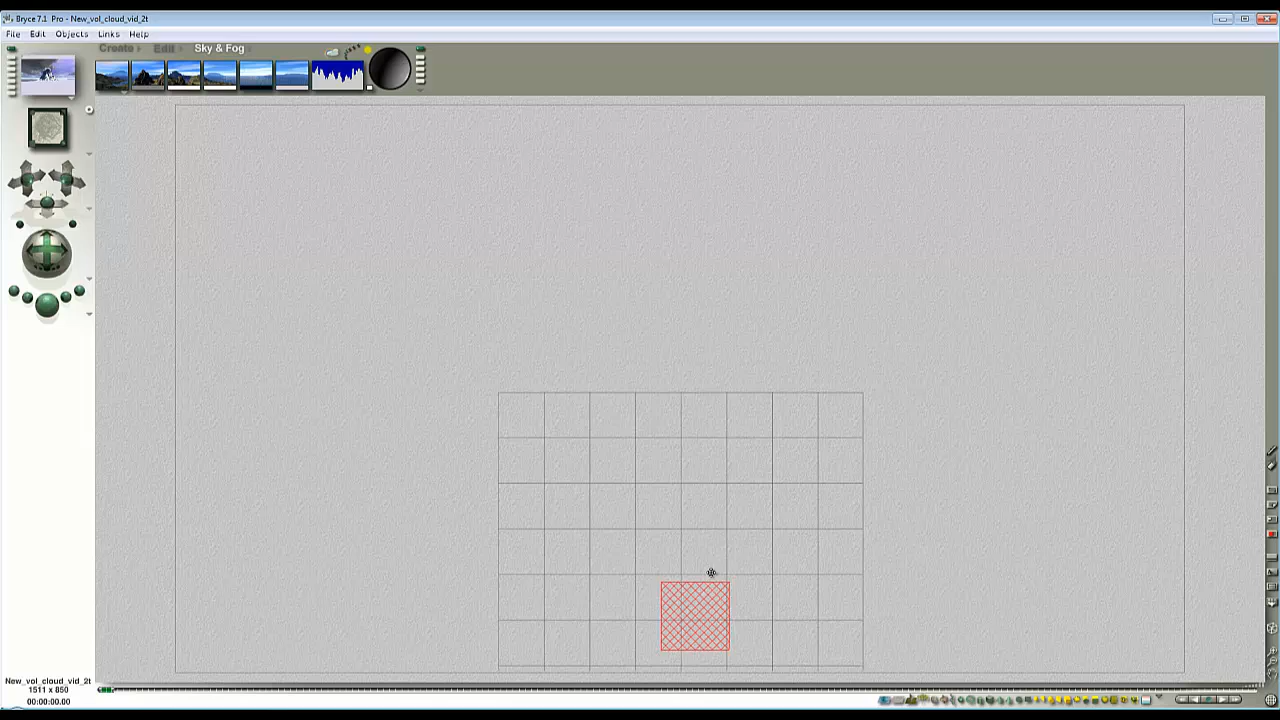 Bryce 7.1 Pro - New_vol_cloud_vid_2t
File Edit Objects Links Help
Create Edit Sky & Fog
New_vol_cloud_vid_2t
1511 x 850
00:00:00.00